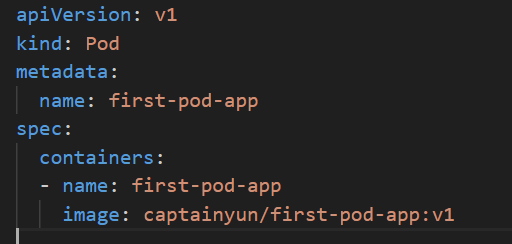 apiVersion: v1
kind: Pod
metadata:
  name: first-pod-app
spec:
  containers:
  - name: first-pod-app
    image: captainyun/first-pod-app:v1